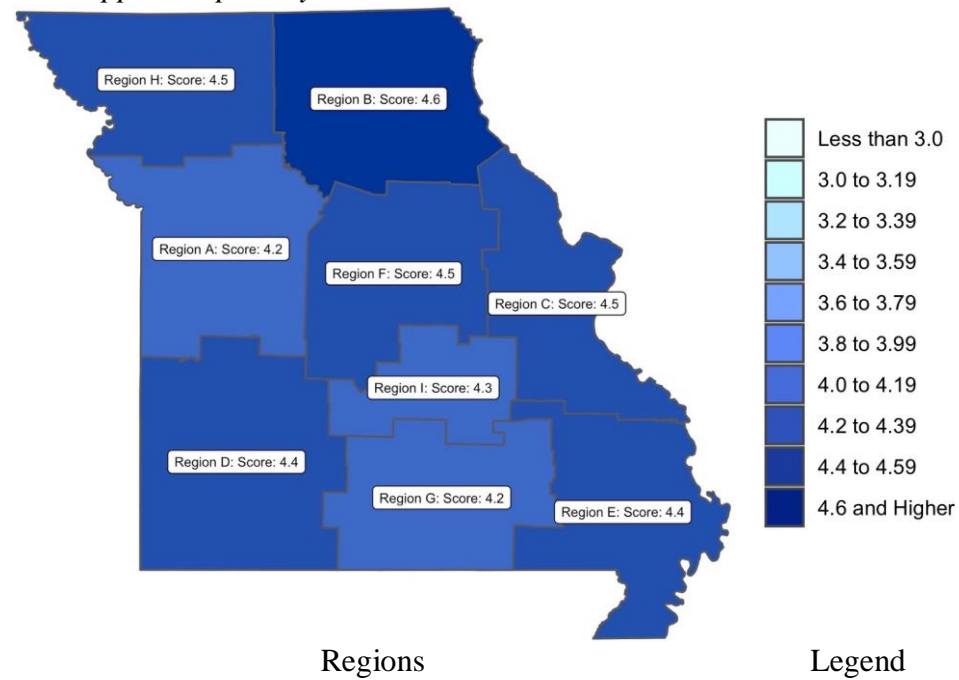 Region H: Score: 4.5
Region B: Score: 4.6
Region A: Score: 4.2
Region F: Score: 4.5
Region C: Score: 4.5
Region I: Score: 4.3
Region D: Score: 4.4
Region G: Score: 4.2
Region E: Score: 4.4
Less than 3.0
3.0 to 3.19
3.2 to 3.39
3.4 to 3.59
3.6 to 3.79
3.8 to 3.99
4.0 to 4.19
4.2 to 4.39
4.4 to 4.59
4.6 and Higher
Regions
Legend